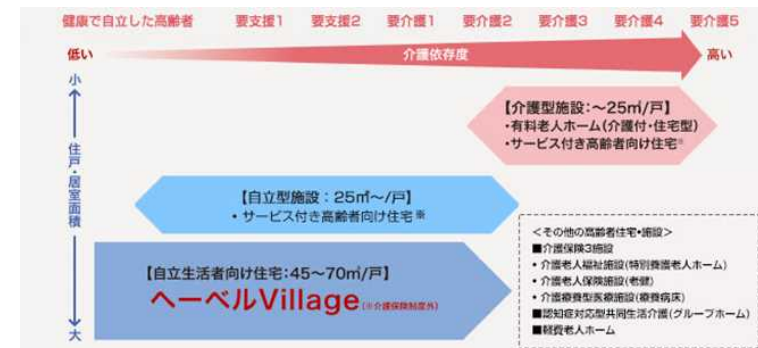 健康で自立した高齢者 要支援1 要支援2 要介護1 要介護2 要介護3 要介護4 要介護5
低い 介護依存度 高い
小
住戸・居室面積
大
【介護型施設:~25㎡/戸】
・有料老人ホーム(介護付・住宅型)
・サービス付き高齢者向け住宅※
【自立型施設:25㎡~/戸】
・サービス付き高齢者向け住宅※
【自立生活者向け住宅:45~70㎡/戸】
ヘーベルVillage(※介護保険制度外)
<その他の高齢者住宅・施設>
■介護保険3施設
・介護老人福祉施設(特別養護老人ホーム)
・介護老人保険施設(老健)
・介護療養型医療施設(療養病床)
■認知症対応型共同生活介護(グループホーム)
■軽費老人ホーム